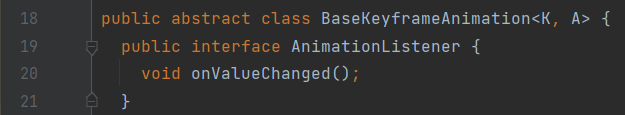 18 public abstract class BaseKeyframeAnimation<K, A> {
19 public interface AnimationListener {
20 void onValueChanged();
21 }